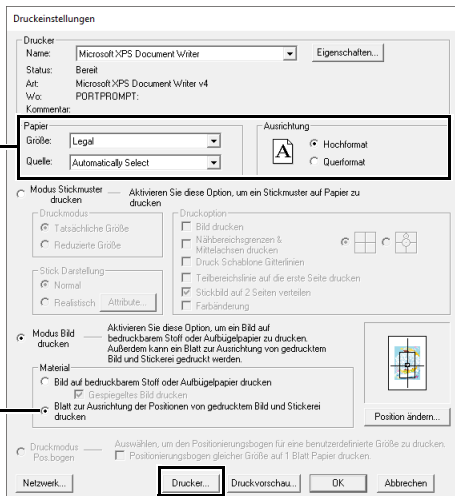 Druckeinstellungen
Drucker
Name: Microsoft XPS Document Writer Eigenschaften...
Status: Bereit
Art: Microsoft XPS Document Writer v4
Wo: PORTPROMPT:
Kommentar:
Papier
Größe: Legal
Quelle: Automatically Select
Ausrichtung
A
Hochformat
Querformat
Modus Stickmuster
drucken
Aktivieren Sie diese Option, um ein Stickmuster auf Papier zu
drucken
Druckmodus
Tatsächliche Größe
Reduzierte Größe
Stick Darstellung
Normal
Realistisch Attribute...
Druckoption
Bild drucken
Nähbereichsgrenzen &
Mittelachsen drucken
Druck Schablone Gitterlinien
Teilbereichslinie auf die erste Seite drucken
Stickbild auf 2 Seiten verteilen
Farbänderung
Modus Bild
drucken
Aktivieren Sie diese Option, um ein Bild auf
bedruckbarem Stoff oder Aufbügelpapier zu drucken.
Außerdem kann ein Blatt zur Ausrichtung von gedrucktem
Bild und Stickerei gedruckt werden.
Material
Bild auf bedruckbarem Stoff oder Aufbügelpapier drucken
Gespiegeltes Bild drucken
Blatt zur Ausrichtung der Positionen von gedrucktem Bild und Stickerei
drucken
Position ändern...
Druckmodus
Pos.bogen
Auswählen, um den Positionierungsbogen für eine benutzerdefinierte Größe zu drucken.
Positionierungsbogen gleicher Größe auf 1 Blatt Papier drucken.
Netzwerk... Drucker... Druckvorschau... OK Abbrechen